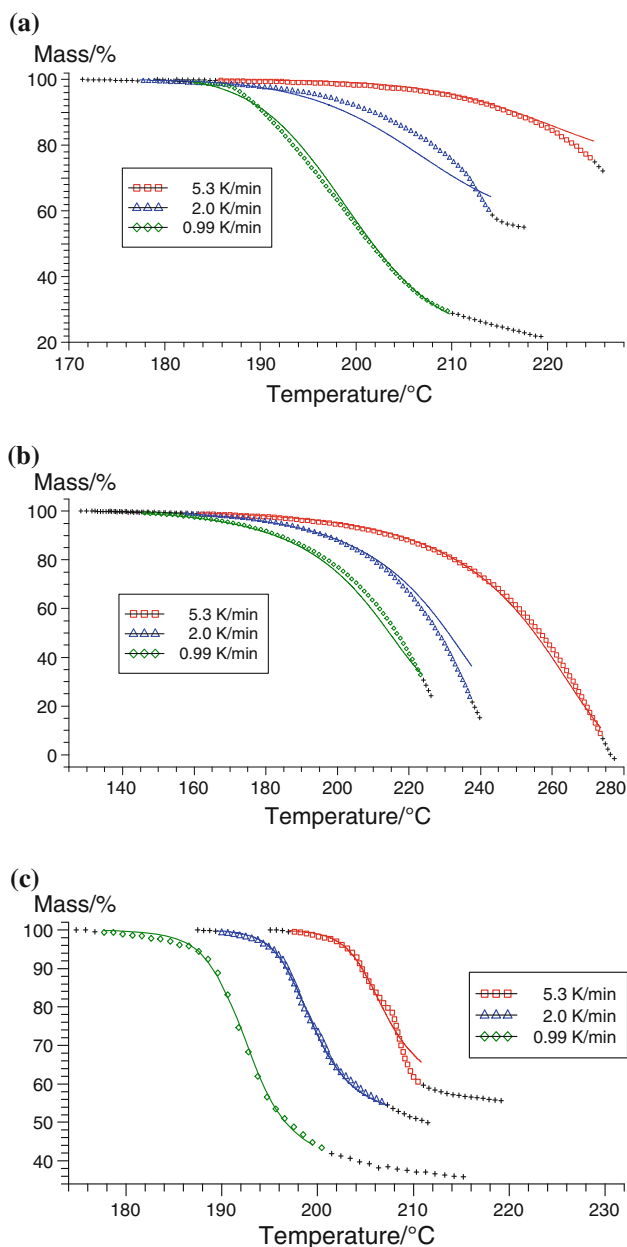 (a)
Mass/%
100
80
60
40
20
5.3 K/min
2.0 K/min
0.99 K/min
170 180 190 200 210 220
Temperature/°C
(b)
Mass/%
100
80
60
40
20
0
5.3 K/min
2.0 K/min
0.99 K/min
140 160 180 200 220 240 260 280
Temperature/°C
(c)
Mass/%
100
90
80
70
60
50
40
5.3 K/min
2.0 K/min
0.99 K/min
180 190 200 210 220 230
Temperature/°C